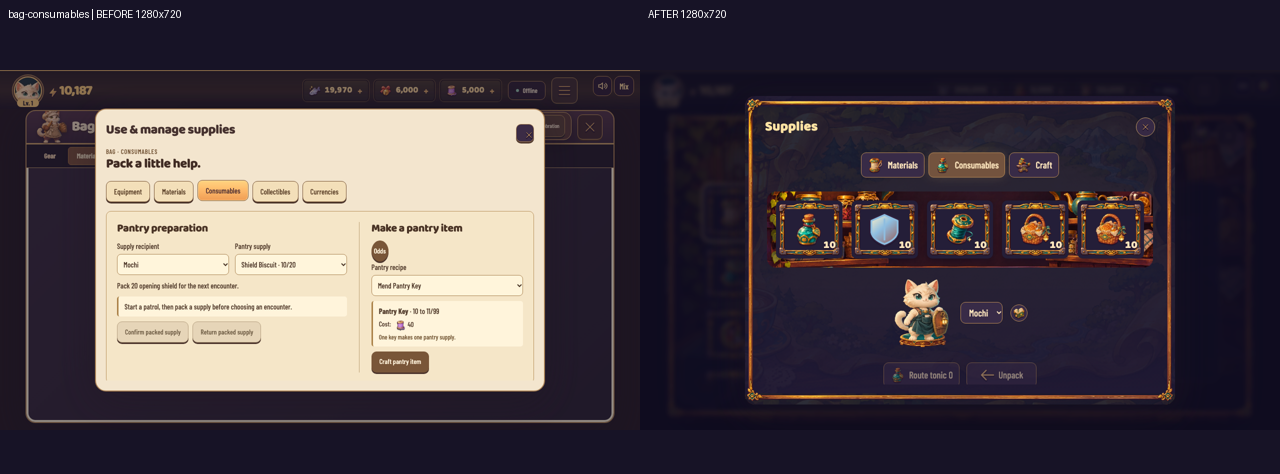 bag-consumables | BEFORE 1280x720
AFTER 1280x720
Lv. 1
10,187
19,970 +
6,000 +
5,000 +
Offline
Mix
Bag
Gear
Use & manage supplies
BAG · CONSUMABLES
Pack a little help.
Equipment
Materials
Consumables
Collectibles
Currencies
Pantry preparation
Supply recipient
Pantry supply
Mochi
Shield Biscuit · 10/20
Pack 20 opening shield for the next encounter.
Start a patrol, then pack a supply before choosing an encounter.
Confirm packed supply
Return packed supply
Make a pantry item
Odds
Pantry recipe
Mend Pantry Key
Pantry Key · 10 to 11/99
Cost: 40
One key makes one pantry supply.
Craft pantry item
Supplies
Materials
Consumables
Craft
10
10
10
10
10
Mochi
Route tonic 0
Unpack